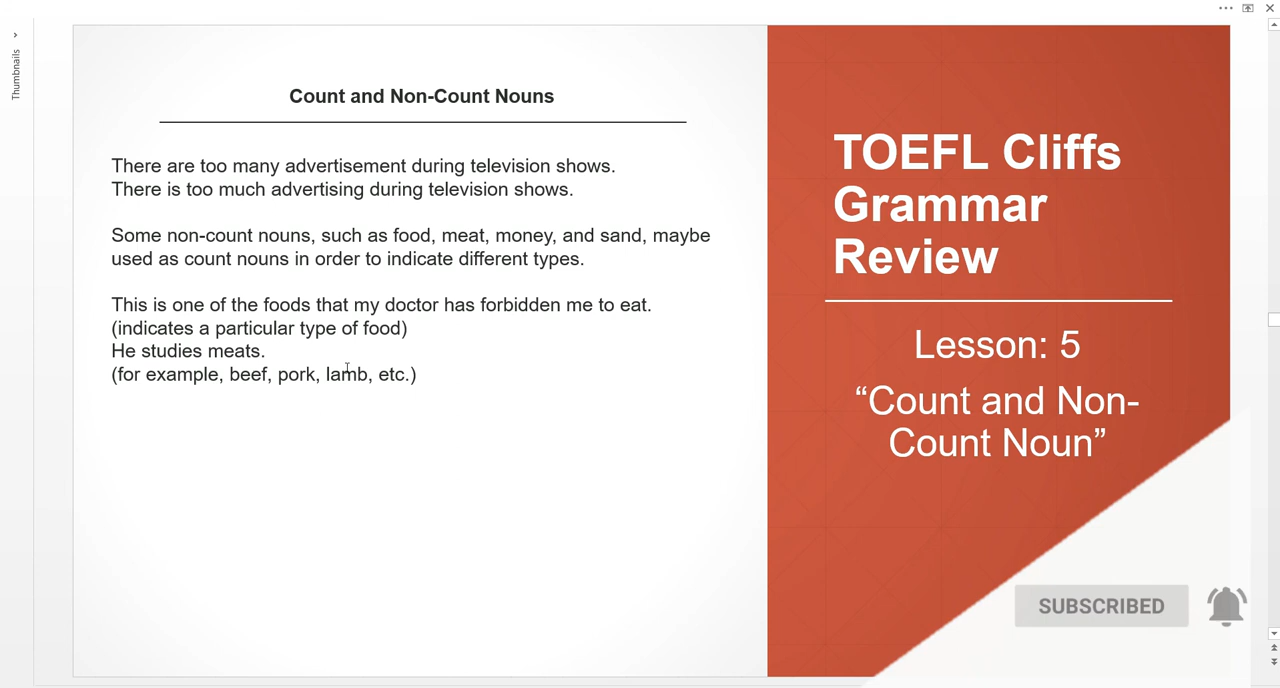 Thumbnails
Count and Non-Count Nouns
There are too many advertisement during television shows.
There is too much advertising during television shows.
Some non-count nouns, such as food, meat, money, and sand, maybe
used as count nouns in order to indicate different types.
This is one of the foods that my doctor has forbidden me to eat.
(indicates a particular type of food)
He studies meats.
(for example, beef, pork, lamb, etc.)
TOEFL Cliffs
Grammar
Review
Lesson: 5
“Count and Non-
Count Noun”
SUBSCRIBED